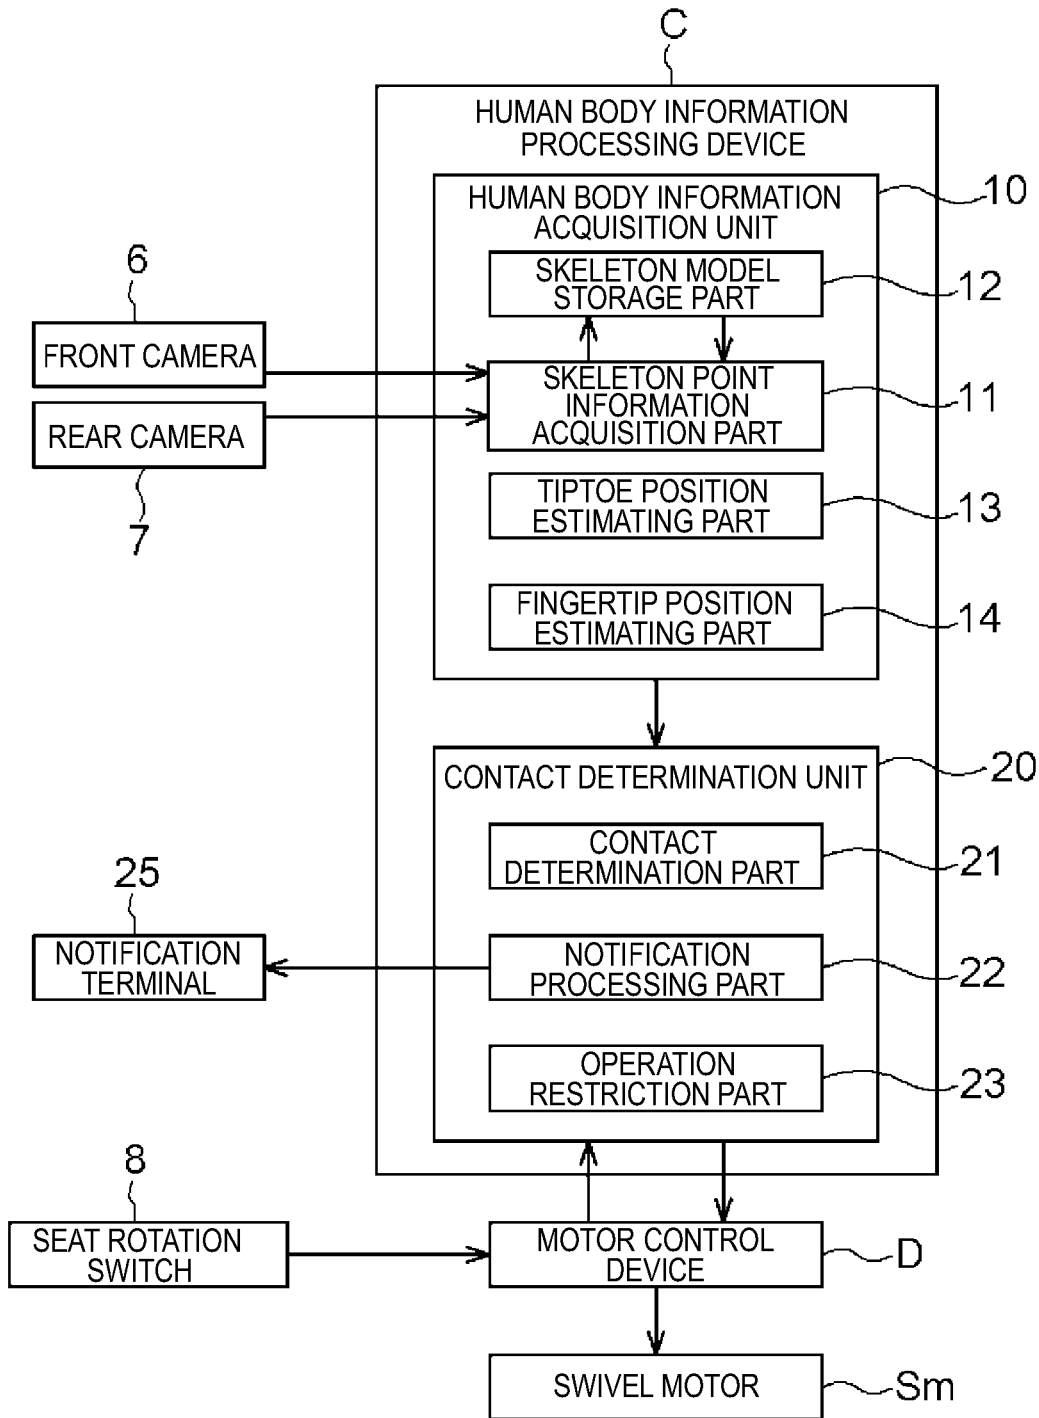 C
HUMAN BODY INFORMATION
PROCESSING DEVICE
HUMAN BODY INFORMATION
ACQUISITION UNIT
10
SKELETON MODEL
STORAGE PART
12
6
FRONT CAMERA
SKELETON POINT
INFORMATION
ACQUISITION PART
11
REAR CAMERA
7
TIPTOE POSITION
ESTIMATING PART
13
FINGERTIP POSITION
ESTIMATING PART
14
CONTACT DETERMINATION UNIT
20
CONTACT
DETERMINATION PART
21
25
NOTIFICATION
TERMINAL
NOTIFICATION
PROCESSING PART
22
OPERATION
RESTRICTION PART
23
8
SEAT ROTATION
SWITCH
MOTOR CONTROL
DEVICE
D
SWIVEL MOTOR
Sm